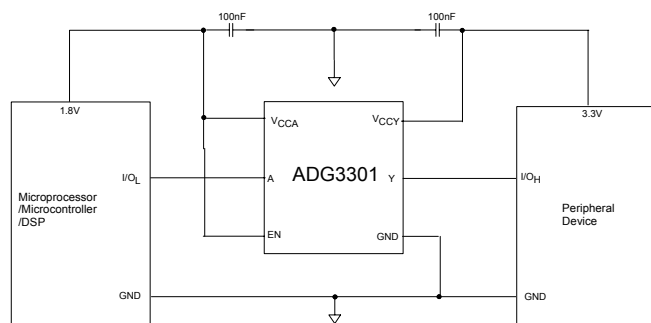 100nF
100nF
1.8V
3.3V
VCCA
VCCY
ADG3301
I/OL
A
Y
I/OH
Microprocessor
/Microcontroller
/DSP
Peripheral
Device
EN
GND
GND
GND